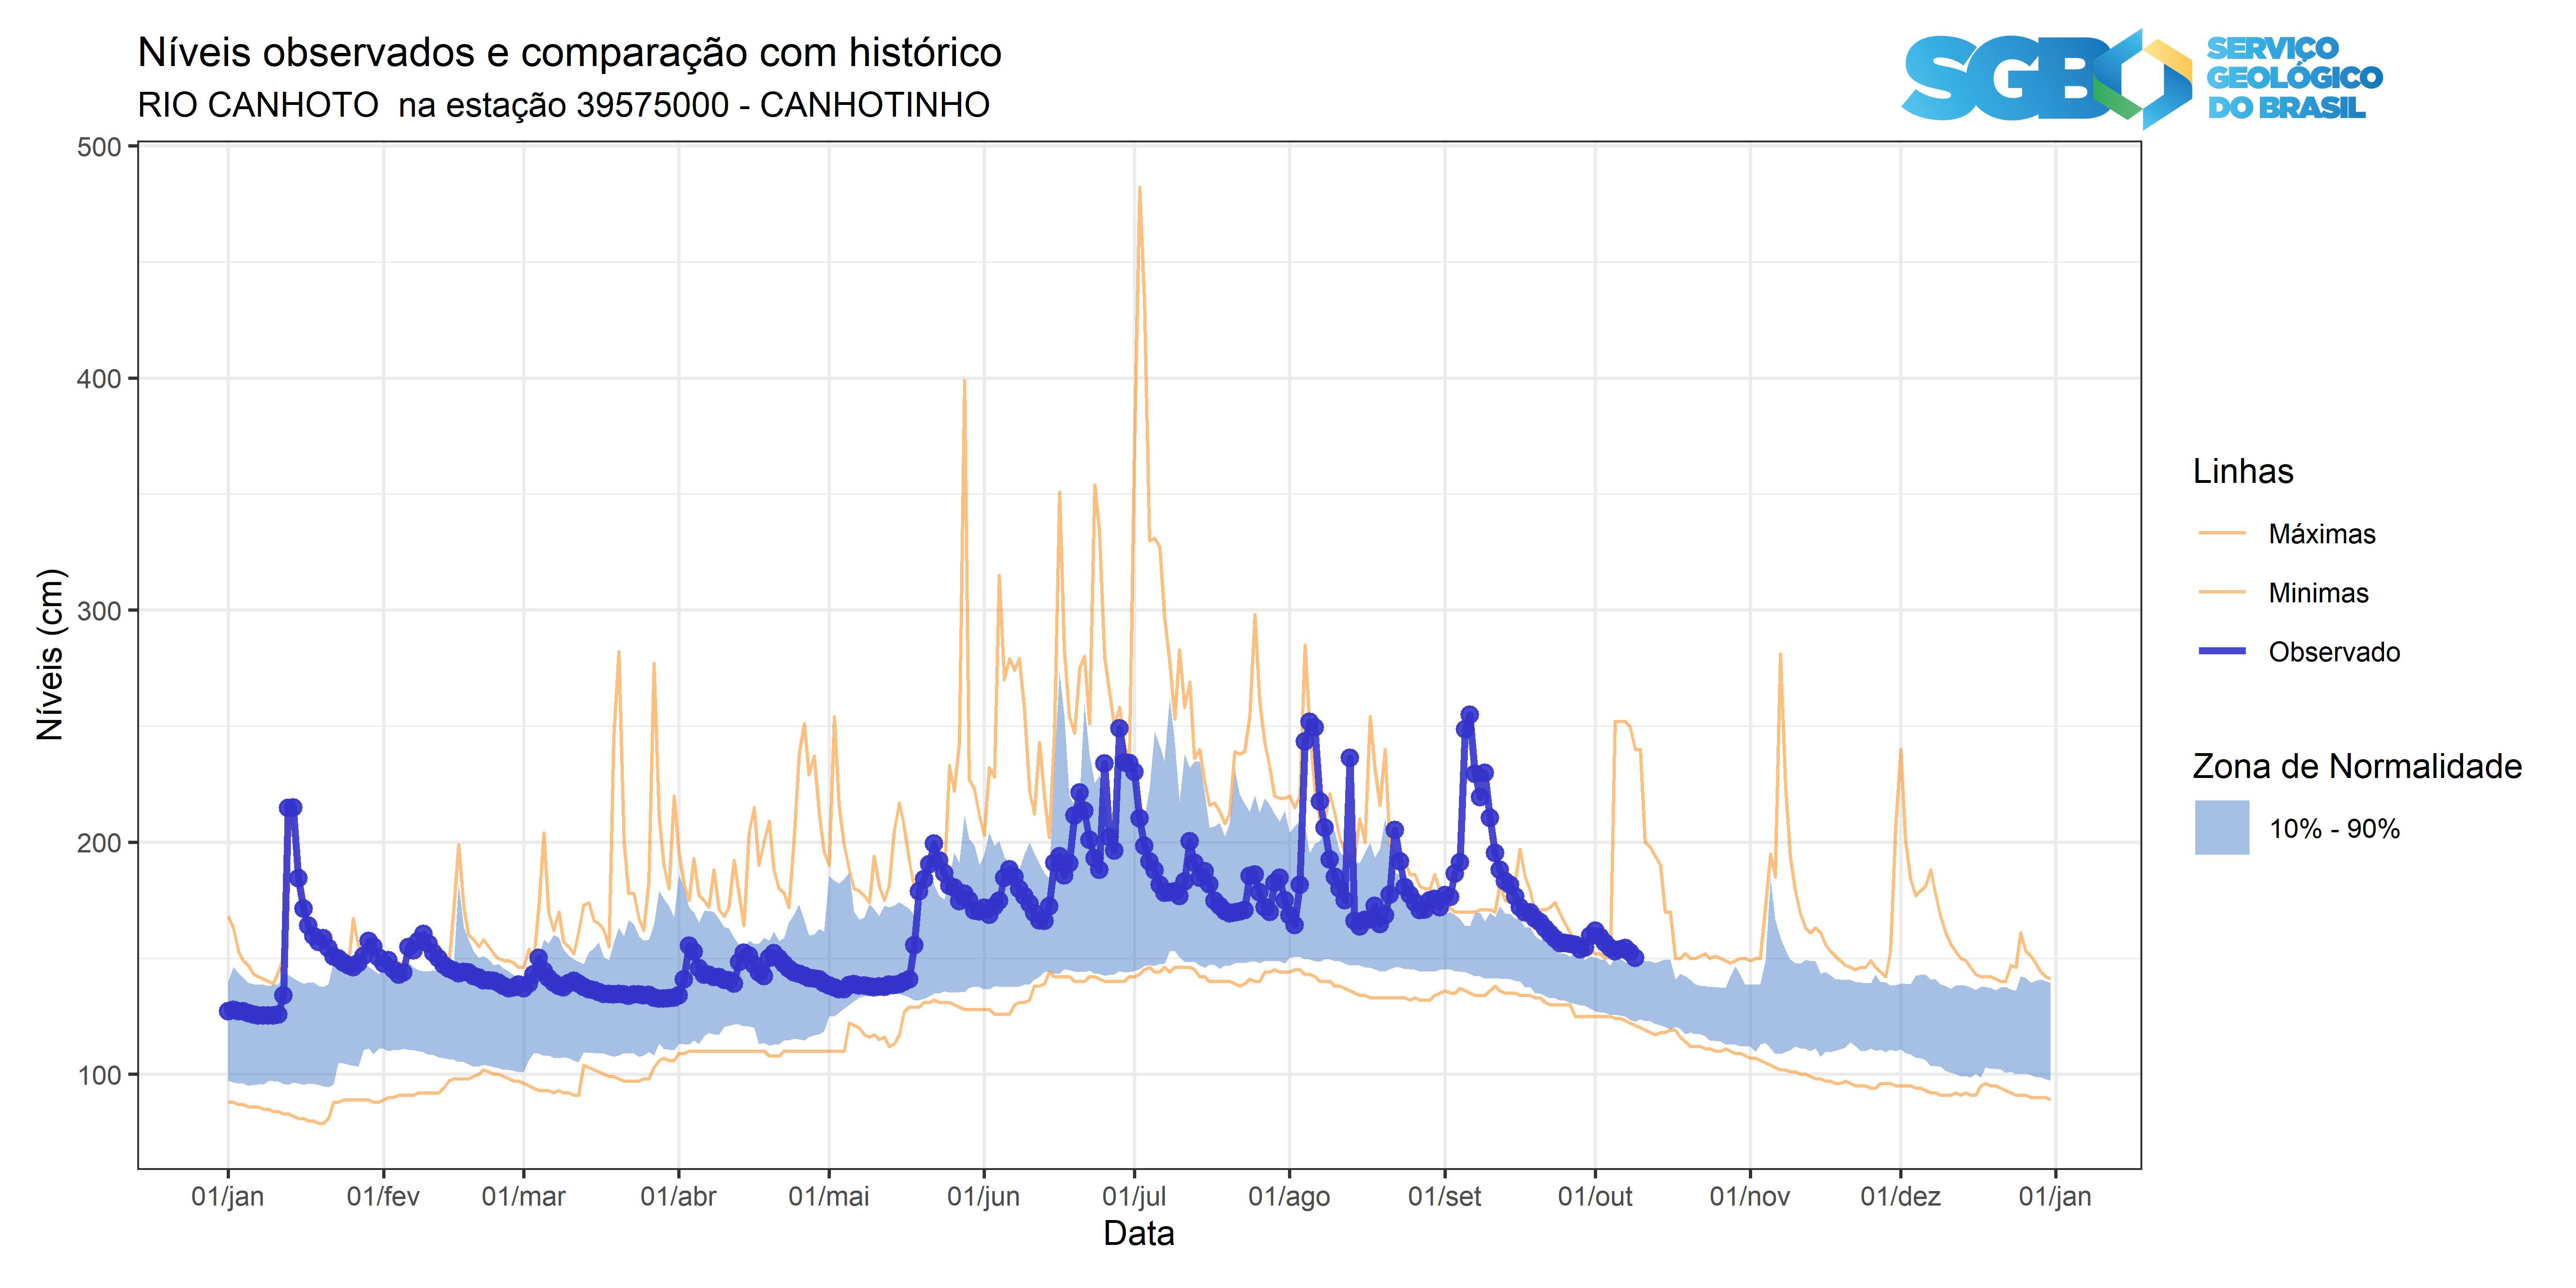 Níveis observados e comparação com histórico
RIO CANHOTO  na estação 39575000 - CANHOTINHO
SGB
SERVIÇO
GEOLÓGICO
DO BRASIL
Níveis (cm)
500
400
300
200
100
01/jan
01/fev
01/mar
01/abr
01/mai
01/jun
01/jul
01/ago
01/set
01/out
01/nov
01/dez
01/jan
Data
Linhas
Máximas
Minimas
Observado
Zona de Normalidade
10% - 90%